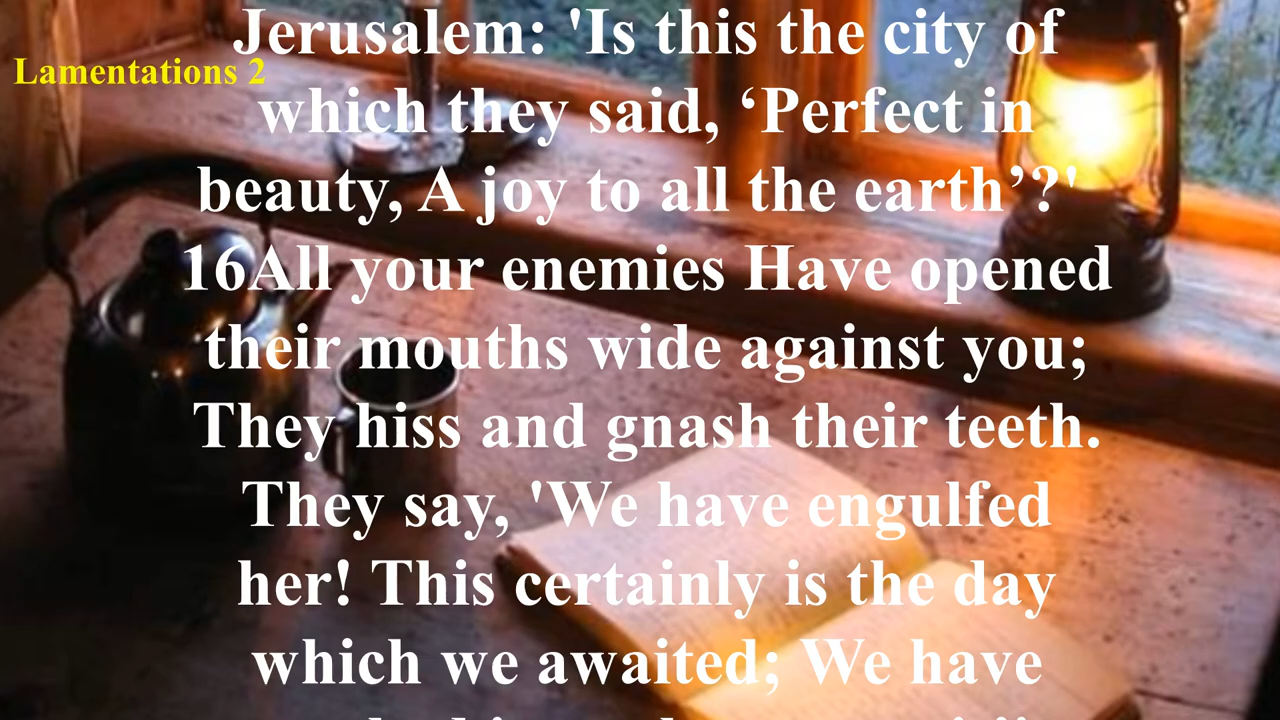 Jerusalem: 'Is this the city of
Lamentations 2
which they said, ‘Perfect in
beauty, A joy to all the earth’?'
16All your enemies Have opened
their mouths wide against you;
They hiss and gnash their teeth.
They say, 'We have engulfed
her! This certainly is the day
which we awaited; We have